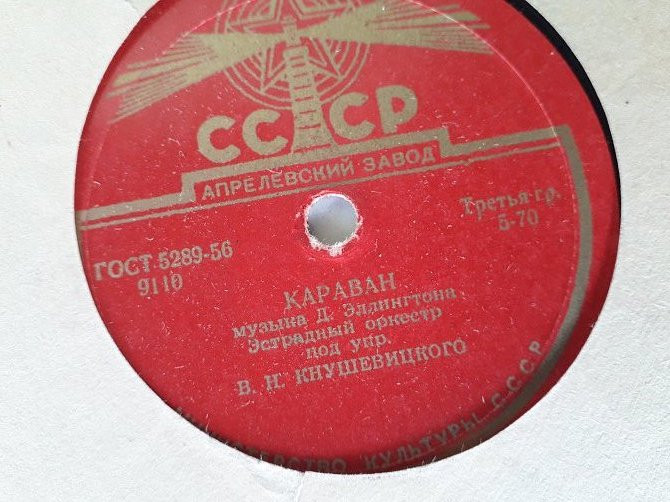 СССР
АПРЕЛЕВСКИЙ ЗАВОД
Третья гр.
5-70
ГОСТ 5289-56
9110
КАРАВАН
музыка Д. Эллингтона
Эстрадный оркестр
под упр.
В. Н. КНУШЕВИЦКОГО
МИНИСТЕРСТВО КУЛЬТУРЫ СССР